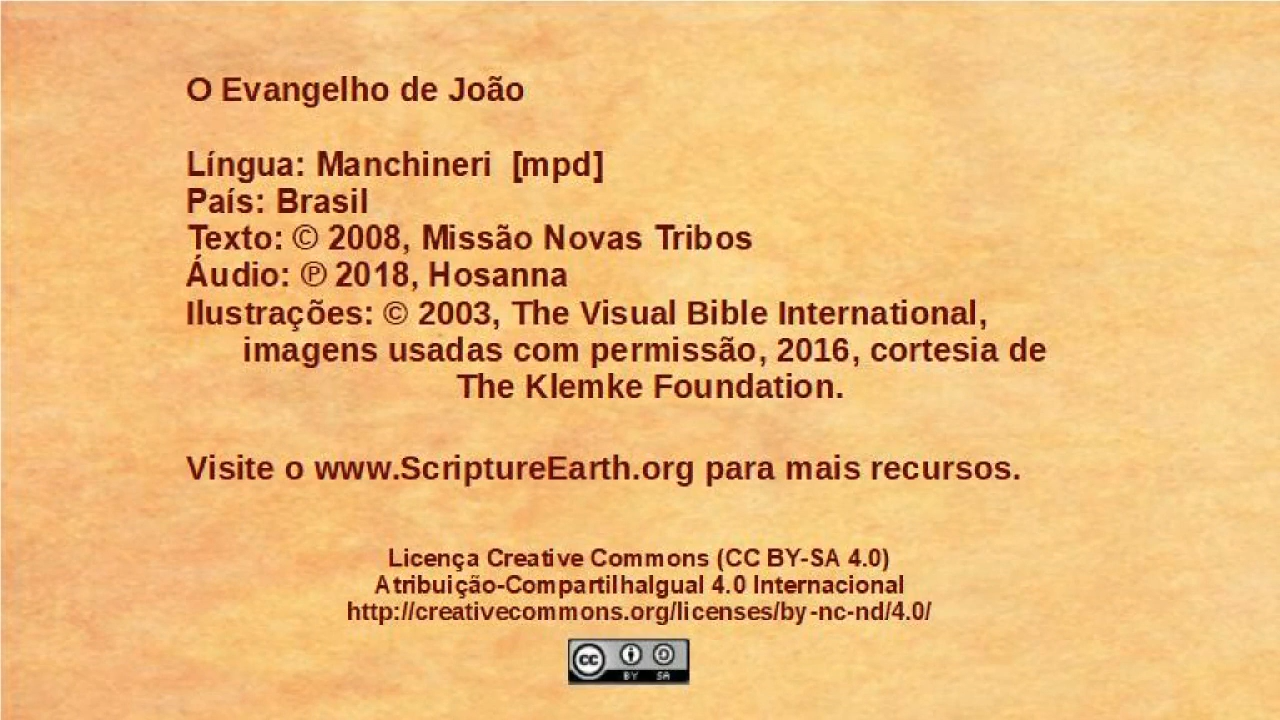 O Evangelho de João
Língua: Manchineri [mpd]
País: Brasil
Texto: © 2008, Missão Novas Tribos
Áudio: ℗ 2018, Hosanna
Ilustrações: © 2003, The Visual Bible International,
imagens usadas com permissão, 2016, cortesia de
The Klemke Foundation.
Visite o www.ScriptureEarth.org para mais recursos.
Licença Creative Commons (CC BY-SA 4.0)
Atribuição-CompartilhaIgual 4.0 Internacional
http://creativecommons.org/licenses/by-nc-nd/4.0/
cc BY SA